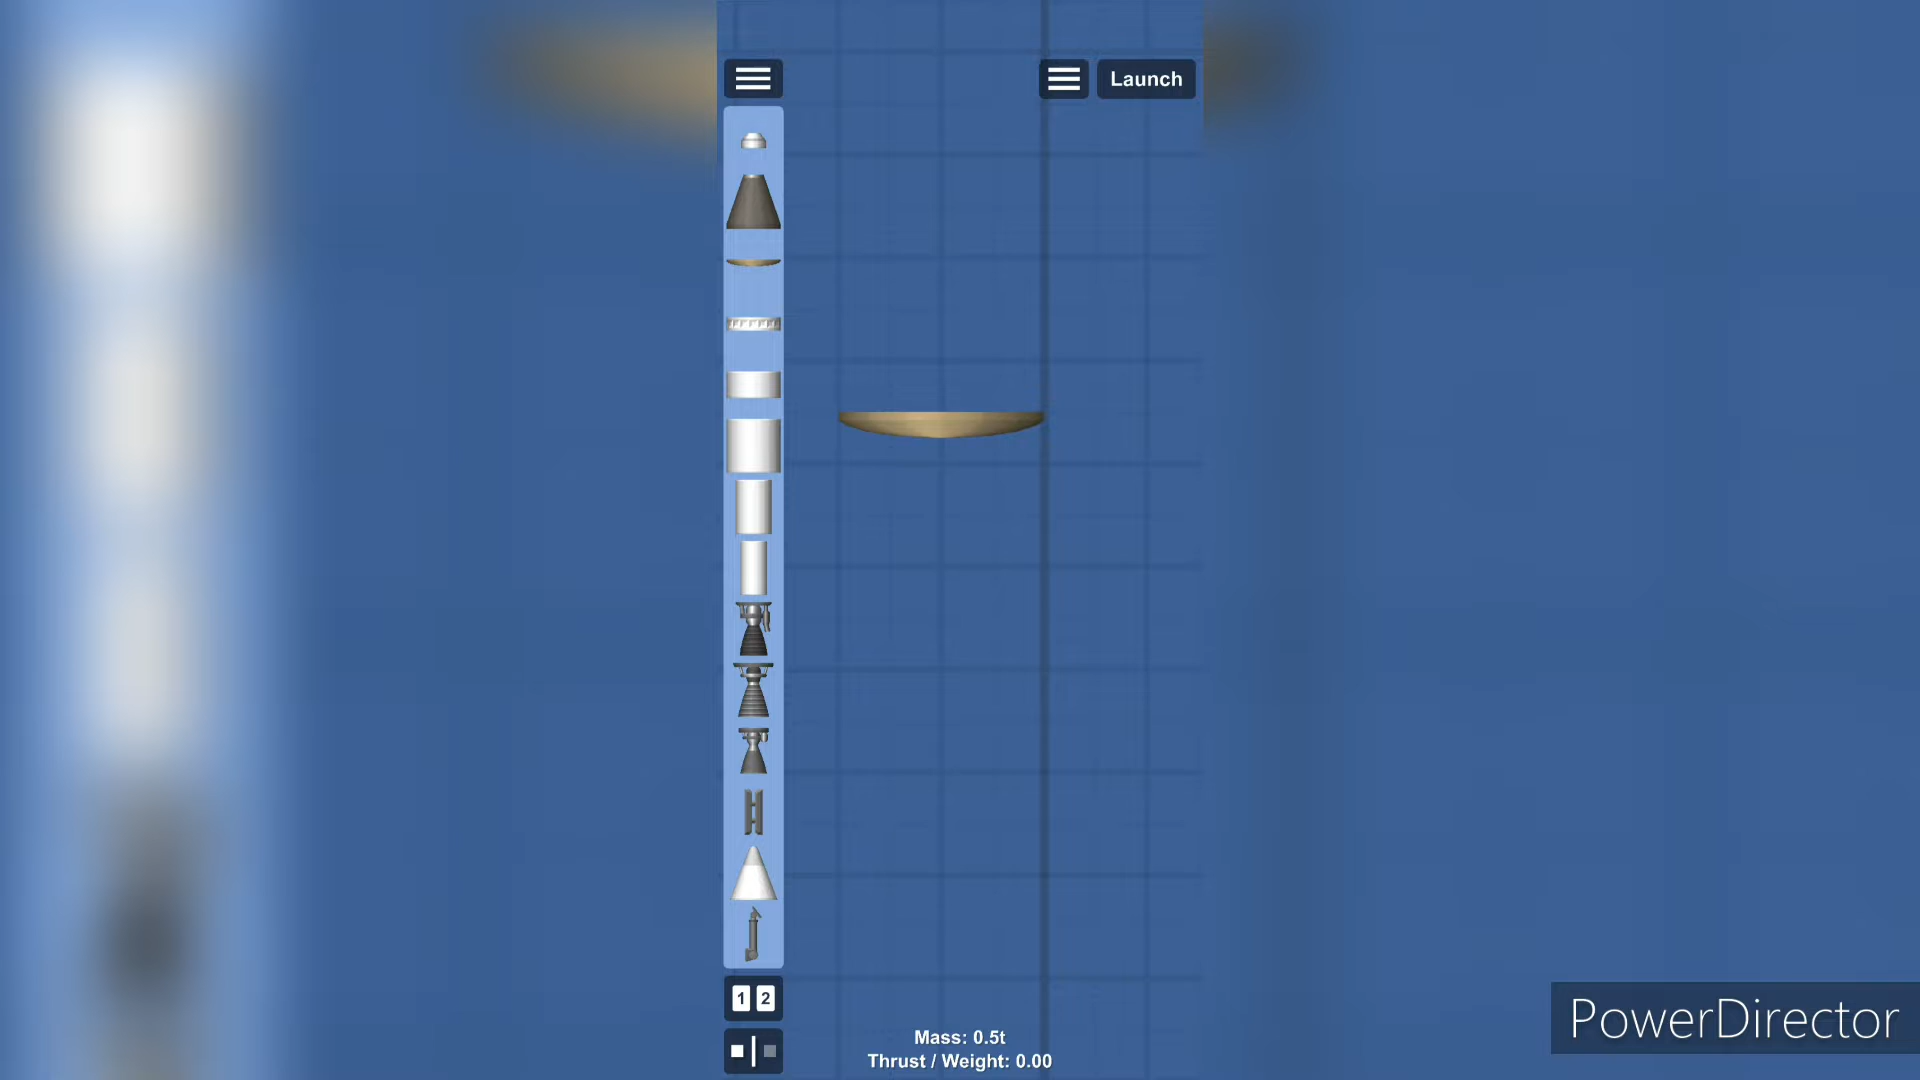 Launch
1 2
Mass: 0.5t
Thrust / Weight: 0.00
PowerDirector